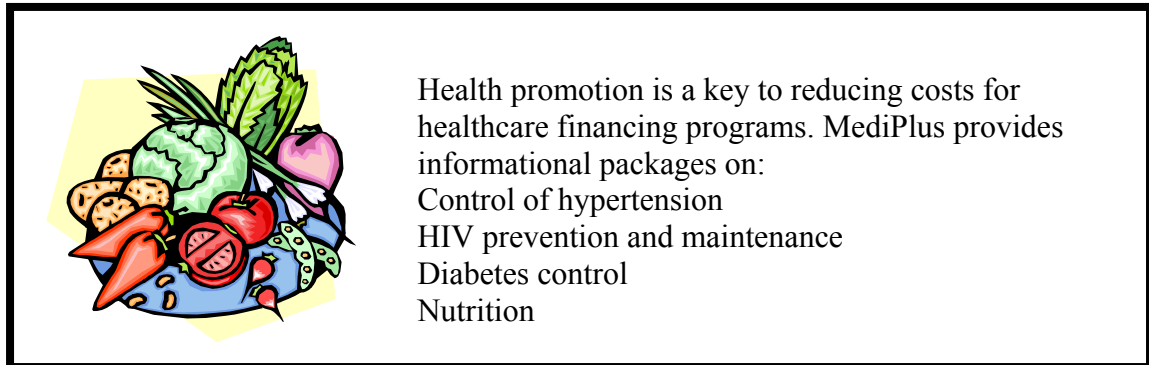 Health promotion is a key to reducing costs for
healthcare financing programs. MediPlus provides
informational packages on:
Control of hypertension
HIV prevention and maintenance
Diabetes control
Nutrition